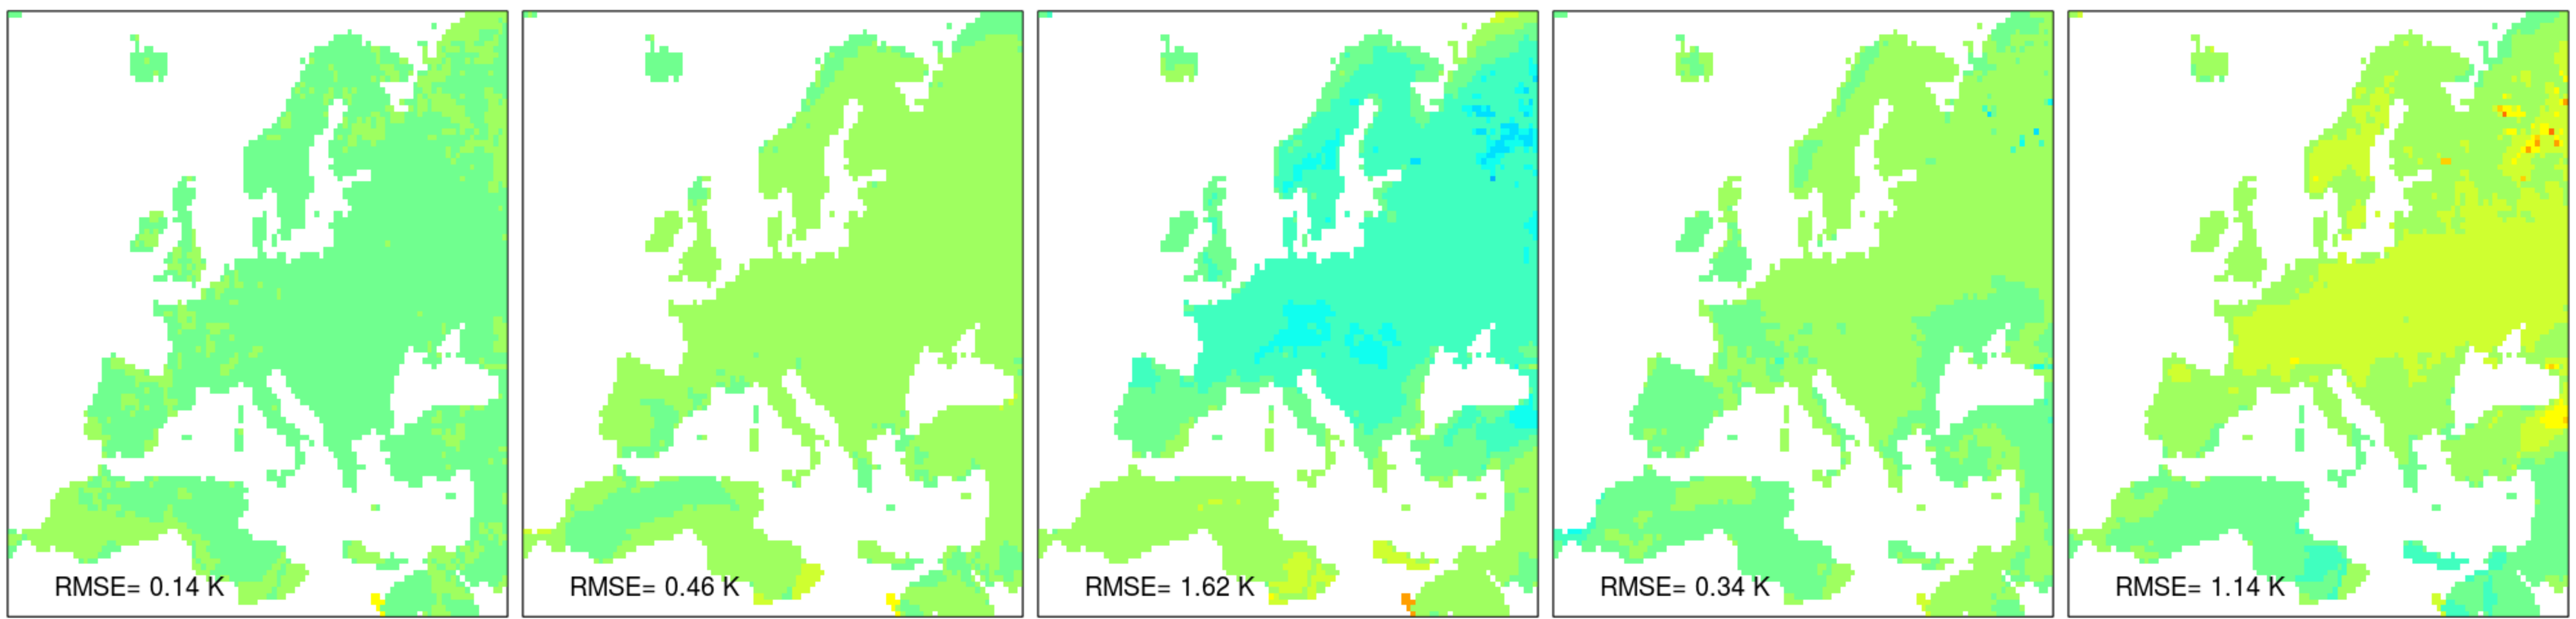 RMSE= 0.14 K
RMSE= 0.46 K
RMSE= 1.62 K
RMSE= 0.34 K
RMSE= 1.14 K